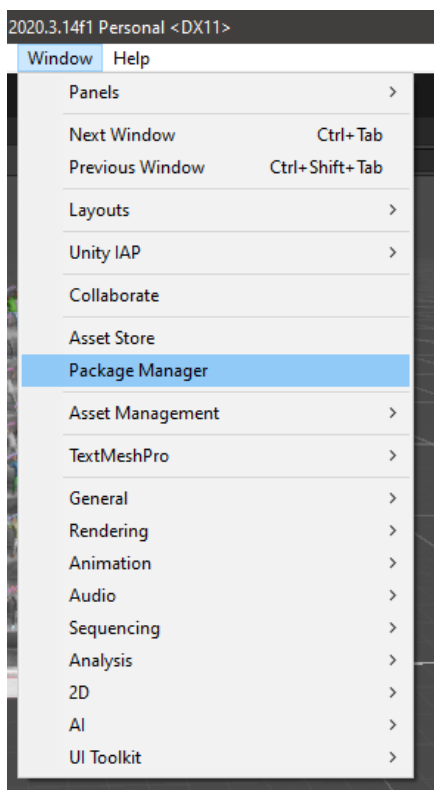 2020.3.14f1 Personal <DX11>
Window Help
Panels >
Next Window Ctrl+Tab
Previous Window Ctrl+Shift+Tab
Layouts >
Unity IAP >
Collaborate
Asset Store
Package Manager
Asset Management >
TextMeshPro >
General >
Rendering >
Animation >
Audio >
Sequencing >
Analysis >
2D >
AI >
UI Toolkit >